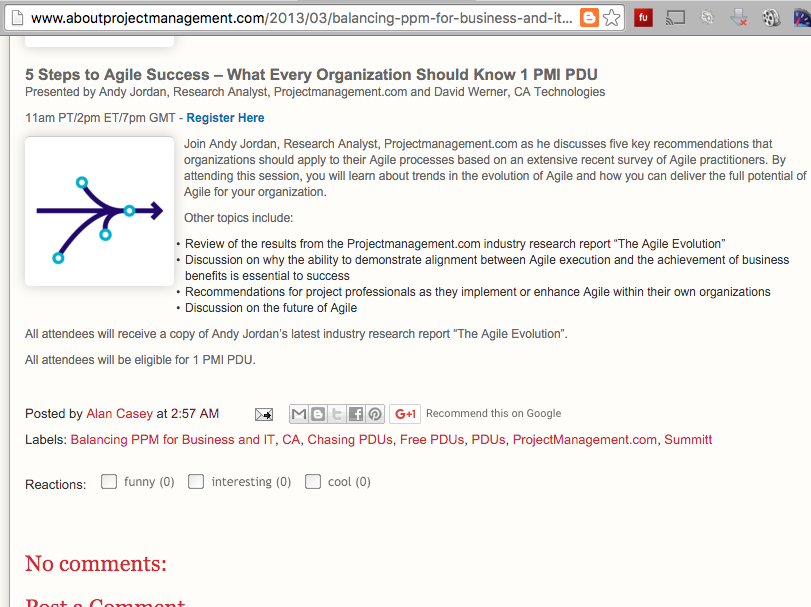 www.aboutprojectmanagement.com/2013/03/balancing-ppm-for-business-and-it...
fu
5 Steps to Agile Success – What Every Organization Should Know 1 PMI PDU
Presented by Andy Jordan, Research Analyst, Projectmanagement.com and David Werner, CA Technologies
11am PT/2pm ET/7pm GMT - Register Here
Join Andy Jordan, Research Analyst, Projectmanagement.com as he discusses five key recommendations that
organizations should apply to their Agile processes based on an extensive recent survey of Agile practitioners. By
attending this session, you will learn about trends in the evolution of Agile and how you can deliver the full potential of
Agile for your organization.
Other topics include:
• Review of the results from the Projectmanagement.com industry research report “The Agile Evolution”
• Discussion on why the ability to demonstrate alignment between Agile execution and the achievement of business
benefits is essential to success
• Recommendations for project professionals as they implement or enhance Agile within their own organizations
• Discussion on the future of Agile
All attendees will receive a copy of Andy Jordan’s latest industry research report “The Agile Evolution”.
All attendees will be eligible for 1 PMI PDU.
Posted by Alan Casey at 2:57 AM
G+1 Recommend this on Google
Labels: Balancing PPM for Business and IT, CA, Chasing PDUs, Free PDUs, PDUs, ProjectManagement.com, Summitt
Reactions: funny (0) interesting (0) cool (0)
No comments:
Post a Comment